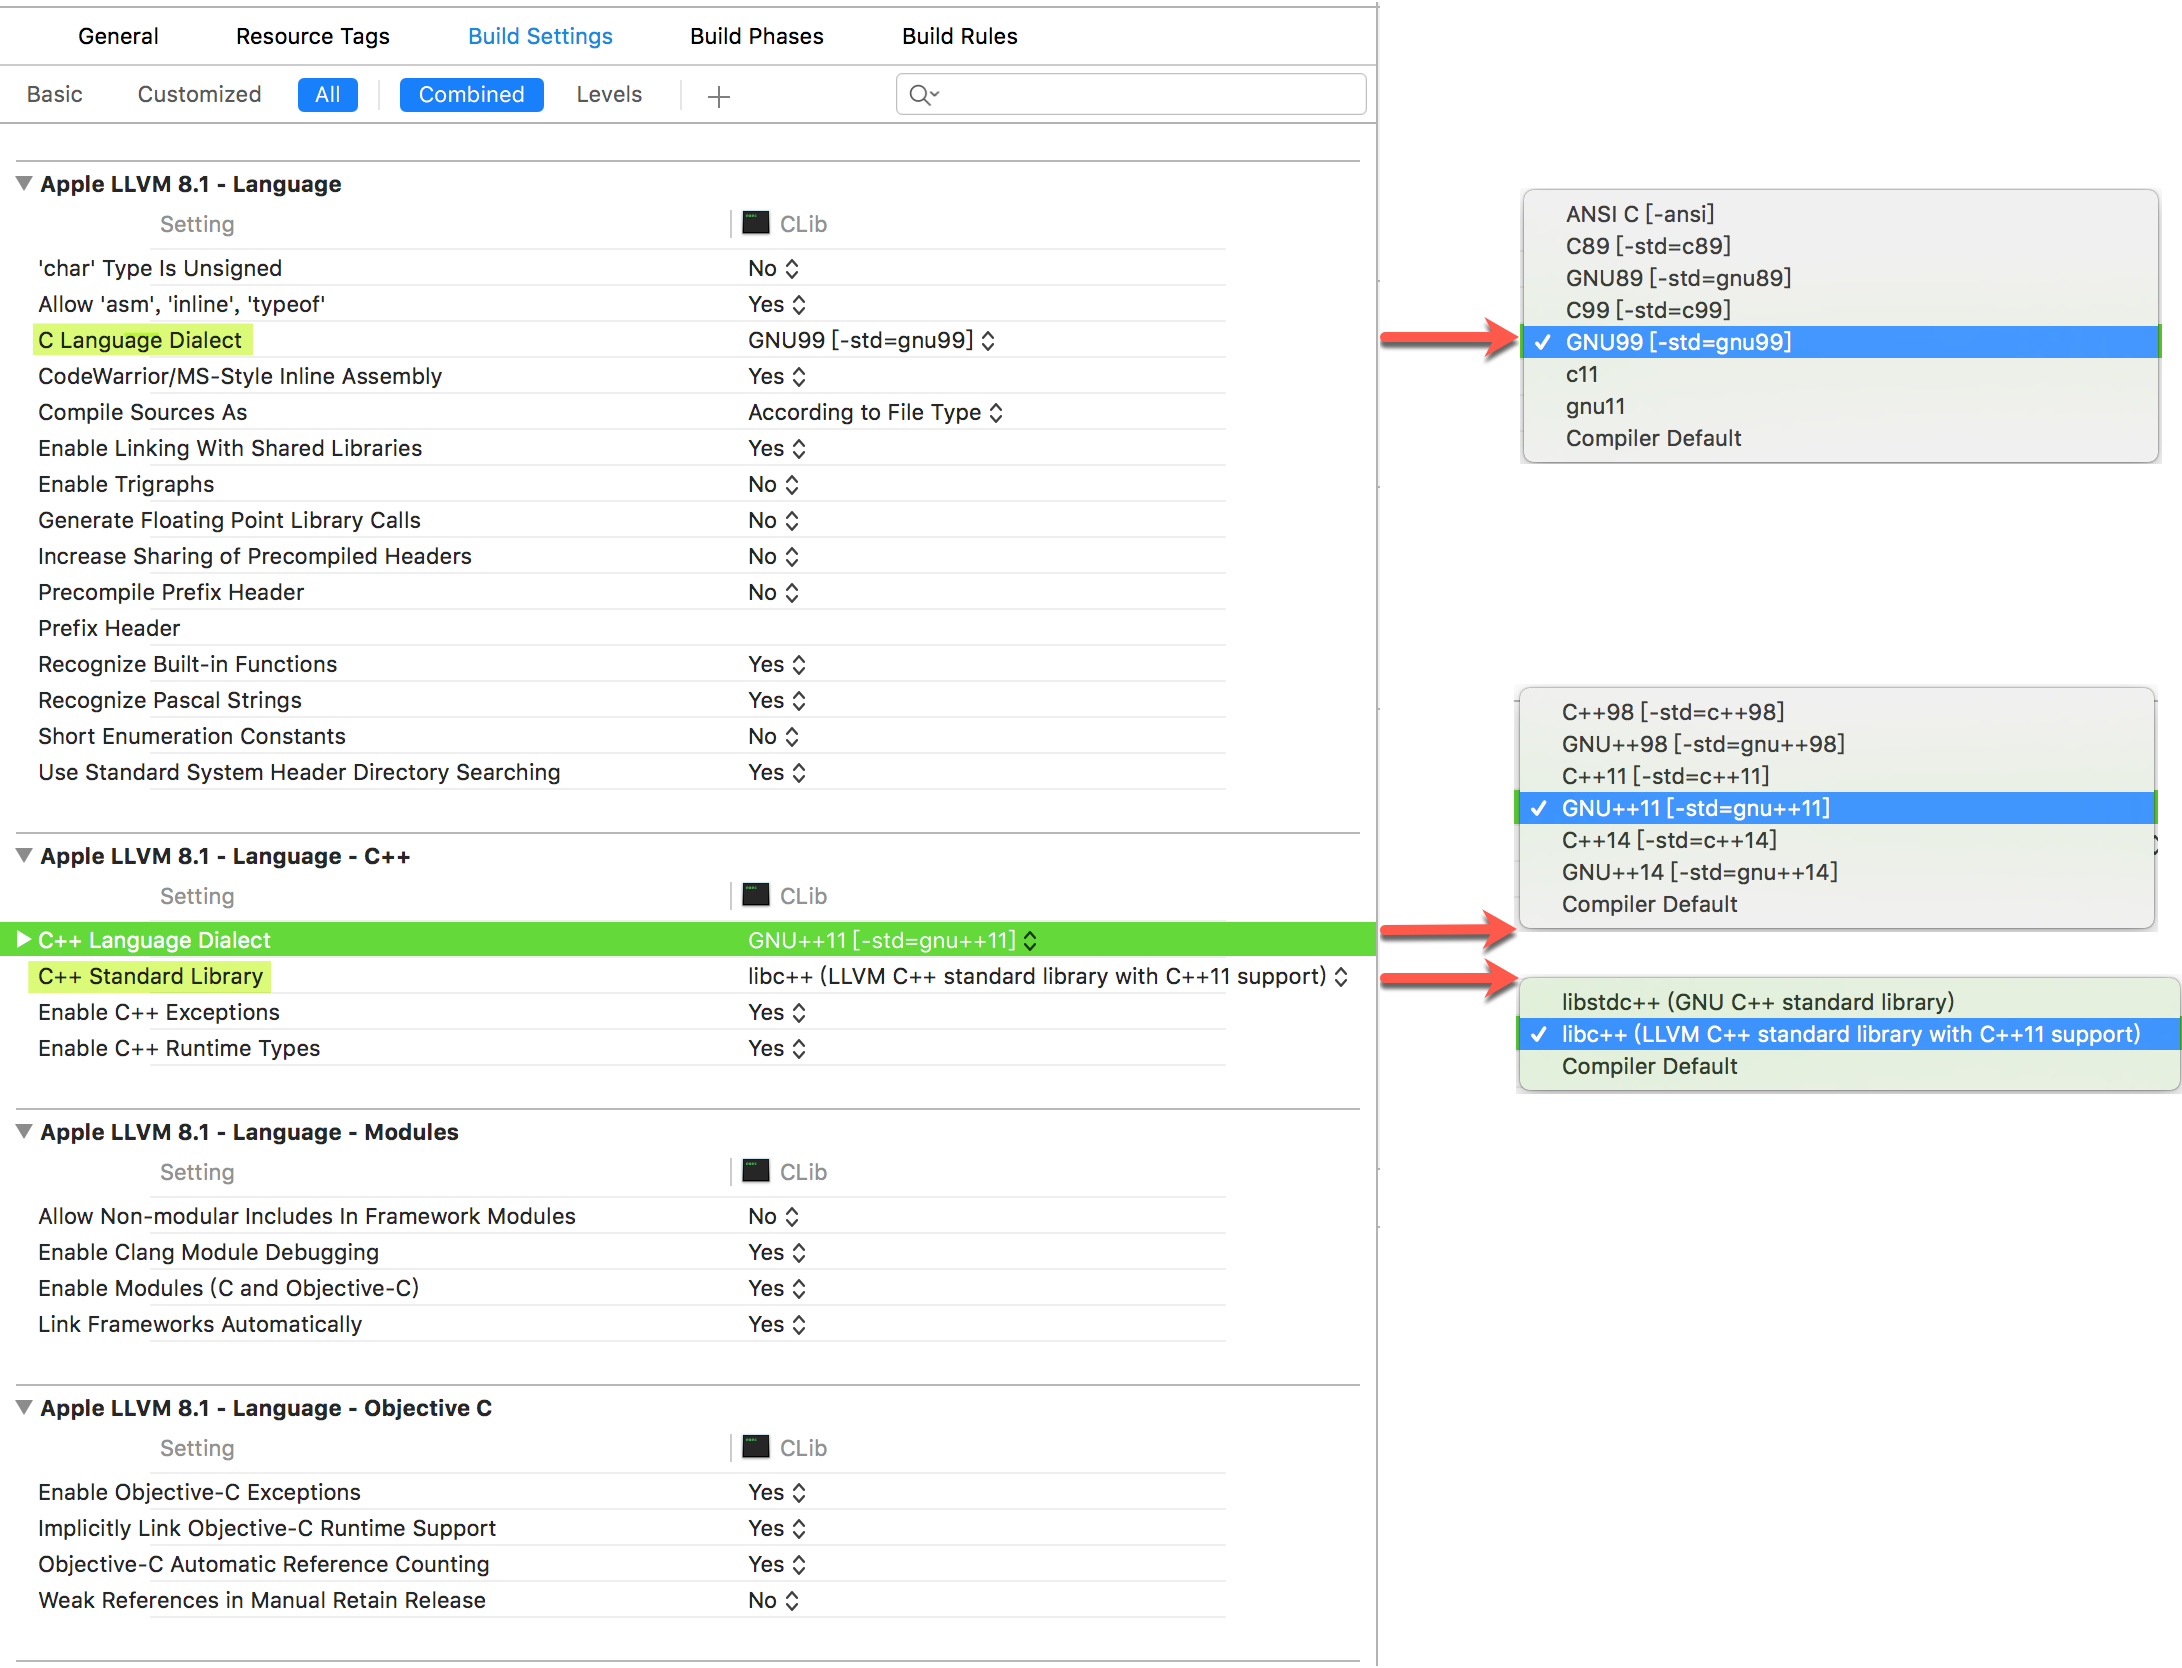 General Resource Tags Build Settings Build Phases Build Rules
Basic Customized All Combined Levels
Apple LLVM 8.1 - Language
Setting CLib
'char' Type Is Unsigned No
Allow 'asm', 'inline', 'typeof' Yes
C Language Dialect GNU99 [-std=gnu99]
CodeWarrior/MS-Style Inline Assembly Yes
Compile Sources As According to File Type
Enable Linking With Shared Libraries Yes
Enable Trigraphs No
Generate Floating Point Library Calls No
Increase Sharing of Precompiled Headers No
Precompile Prefix Header No
Prefix Header
Recognize Built-in Functions Yes
Recognize Pascal Strings Yes
Short Enumeration Constants No
Use Standard System Header Directory Searching Yes
Apple LLVM 8.1 - Language - C++
Setting CLib
C++ Language Dialect GNU++11 [-std=gnu++11]
C++ Standard Library libc++ (LLVM C++ standard library with C++11 support)
Enable C++ Exceptions Yes
Enable C++ Runtime Types Yes
Apple LLVM 8.1 - Language - Modules
Setting CLib
Allow Non-modular Includes In Framework Modules No
Enable Clang Module Debugging Yes
Enable Modules (C and Objective-C) Yes
Link Frameworks Automatically Yes
Apple LLVM 8.1 - Language - Objective C
Setting CLib
Enable Objective-C Exceptions Yes
Implicitly Link Objective-C Runtime Support Yes
Objective-C Automatic Reference Counting Yes
Weak References in Manual Retain Release No
ANSI C [-ansi]
C89 [-std=c89]
GNU89 [-std=gnu89]
C99 [-std=c99]
GNU99 [-std=gnu99]
c11
gnu11
Compiler Default
C++98 [-std=c++98]
GNU++98 [-std=gnu++98]
C++11 [-std=c++11]
GNU++11 [-std=gnu++11]
C++14 [-std=c++14]
GNU++14 [-std=gnu++14]
Compiler Default
libstdc++ (GNU C++ standard library)
libc++ (LLVM C++ standard library with C++11 support)
Compiler Default